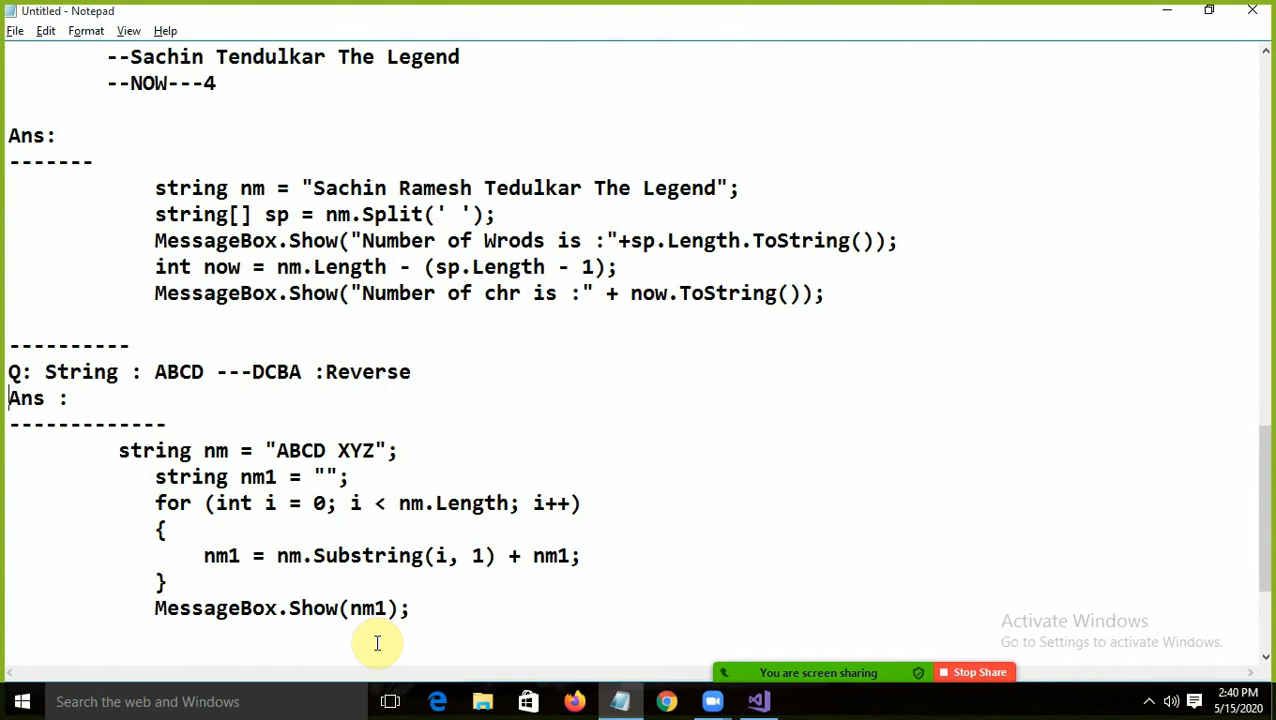 Untitled - Notepad
File Edit Format View Help
--Sachin Tendulkar The Legend
--NOW---4
Ans:
-------
string nm = "Sachin Ramesh Tedulkar The Legend";
string[] sp = nm.Split(' ');
MessageBox.Show("Number of Wrods is :"+sp.Length.ToString());
int now = nm.Length - (sp.Length - 1);
MessageBox.Show("Number of chr is :" + now.ToString());
----------
Q: String : ABCD ---DCBA :Reverse
Ans :
-------------
string nm = "ABCD XYZ";
string nm1 = "";
for (int i = 0; i < nm.Length; i++)
{
nm1 = nm.Substring(i, 1) + nm1;
}
MessageBox.Show(nm1);
Activate Windows
Go to Settings to activate Windows.
You are screen sharing Stop Share
Search the web and Windows
2:40 PM
5/15/2020